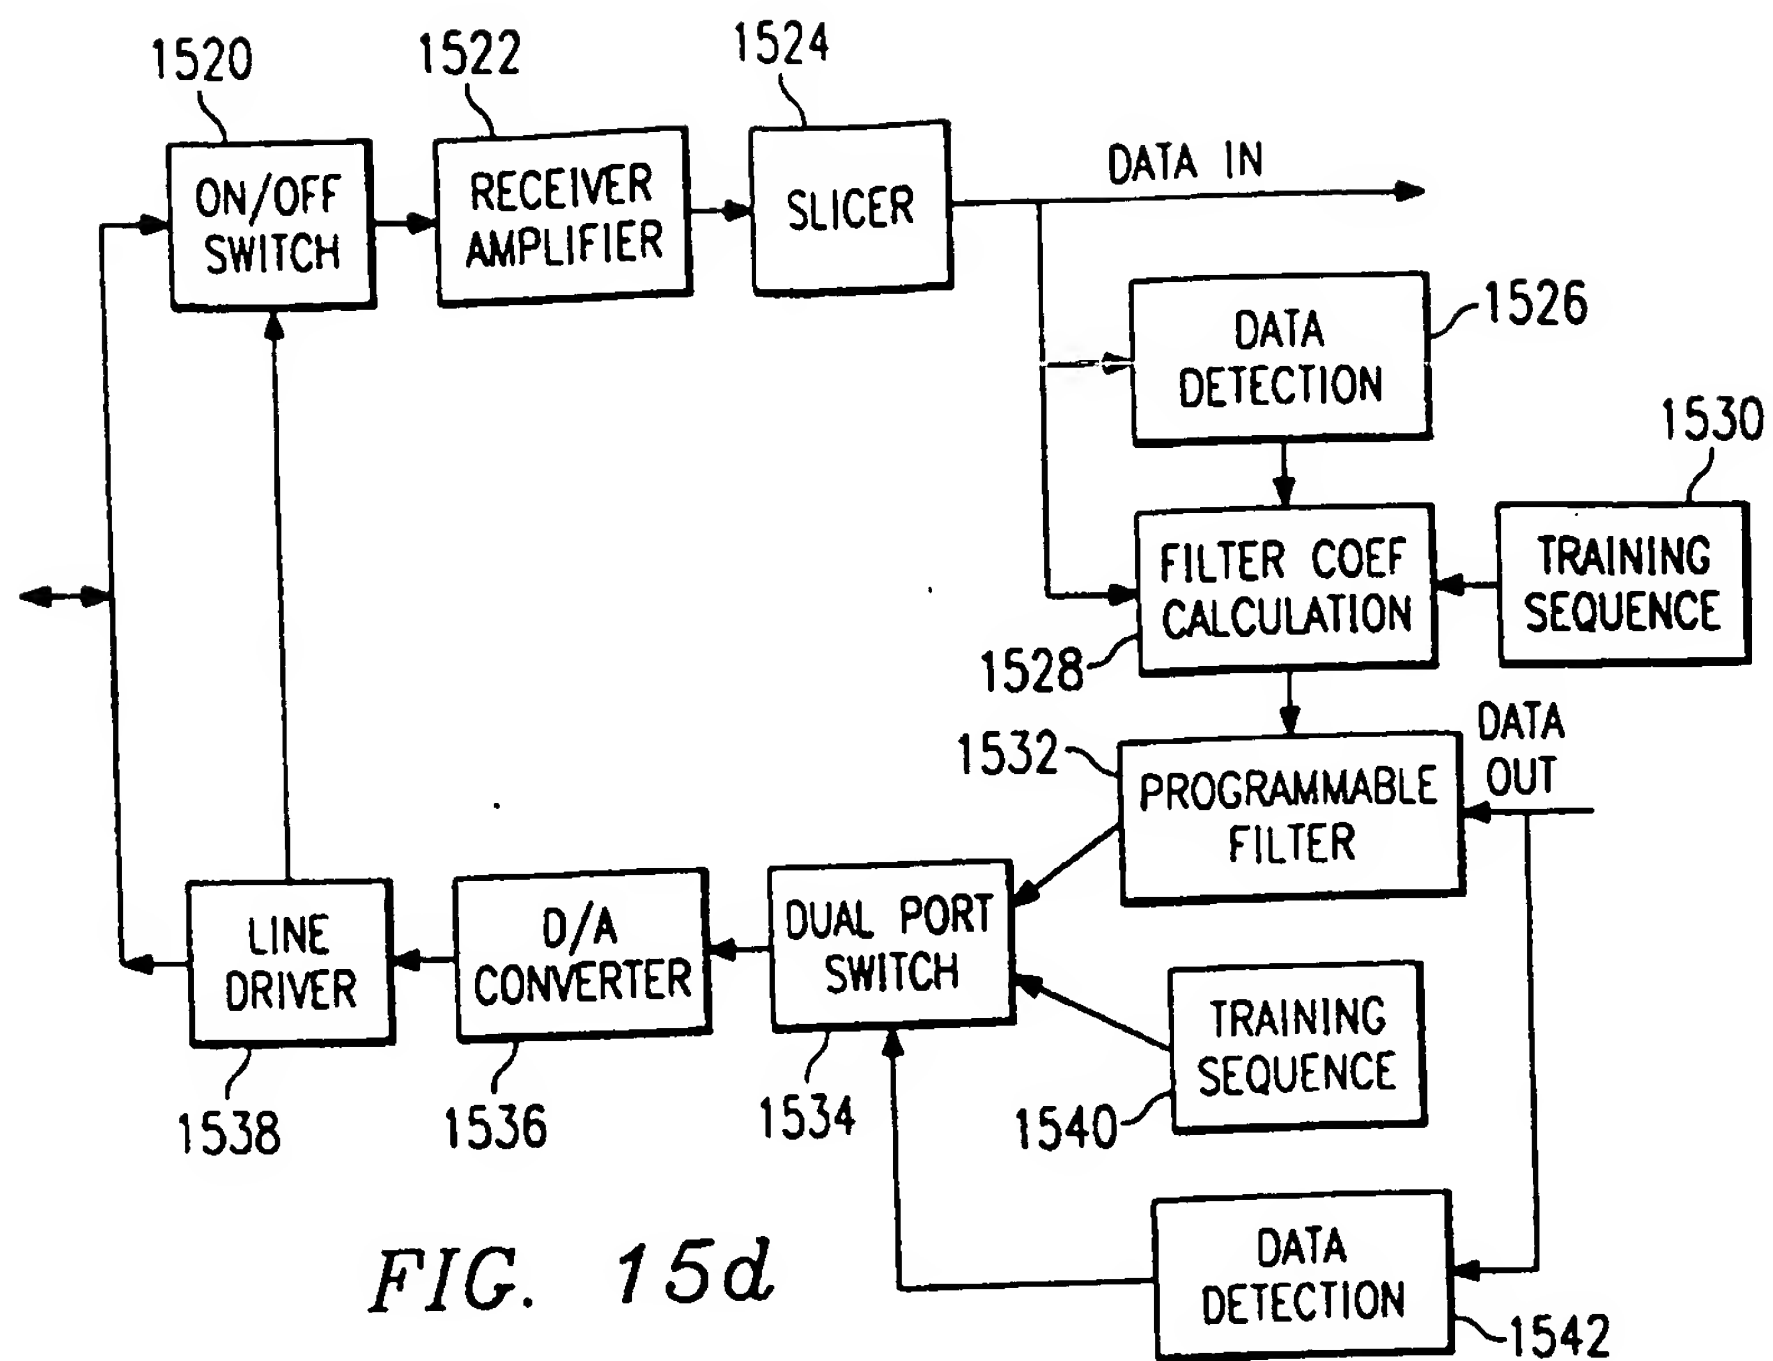 1520
1522
1524
ON/OFF
SWITCH
RECEIVER
AMPLIFIER
SLICER
DATA IN
DATA
DETECTION
1526
1530
FILTER COEF
CALCULATION
1528
TRAINING
SEQUENCE
1532
PROGRAMMABLE
FILTER
DATA
OUT
LINE
DRIVER
D/A
CONVERTER
DUAL PORT
SWITCH
TRAINING
SEQUENCE
1538
1536
1534
1540
DATA
DETECTION
1542
FIG. 15d